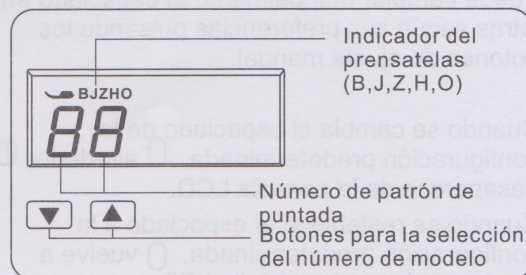 Indicador del
prensatelas
(B,J,Z,H,O)
BJZHO
88
Número de patrón de
puntada
Botones para la selección
del número de modelo